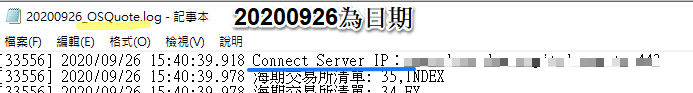 20200926_OSQuote.log - 記事本
20200926為日期
檔案(F) 編輯(E) 格式(O) 檢視(V) 說明
[33556] 2020/09/26 15:40:39.918 Connect Server IP：
[33556] 2020/09/26 15:40:39.978 海期交易所清單: 35,INDEX
[33556] 2020/09/26 15:40:39.978 海期交易所清單: 34,FX